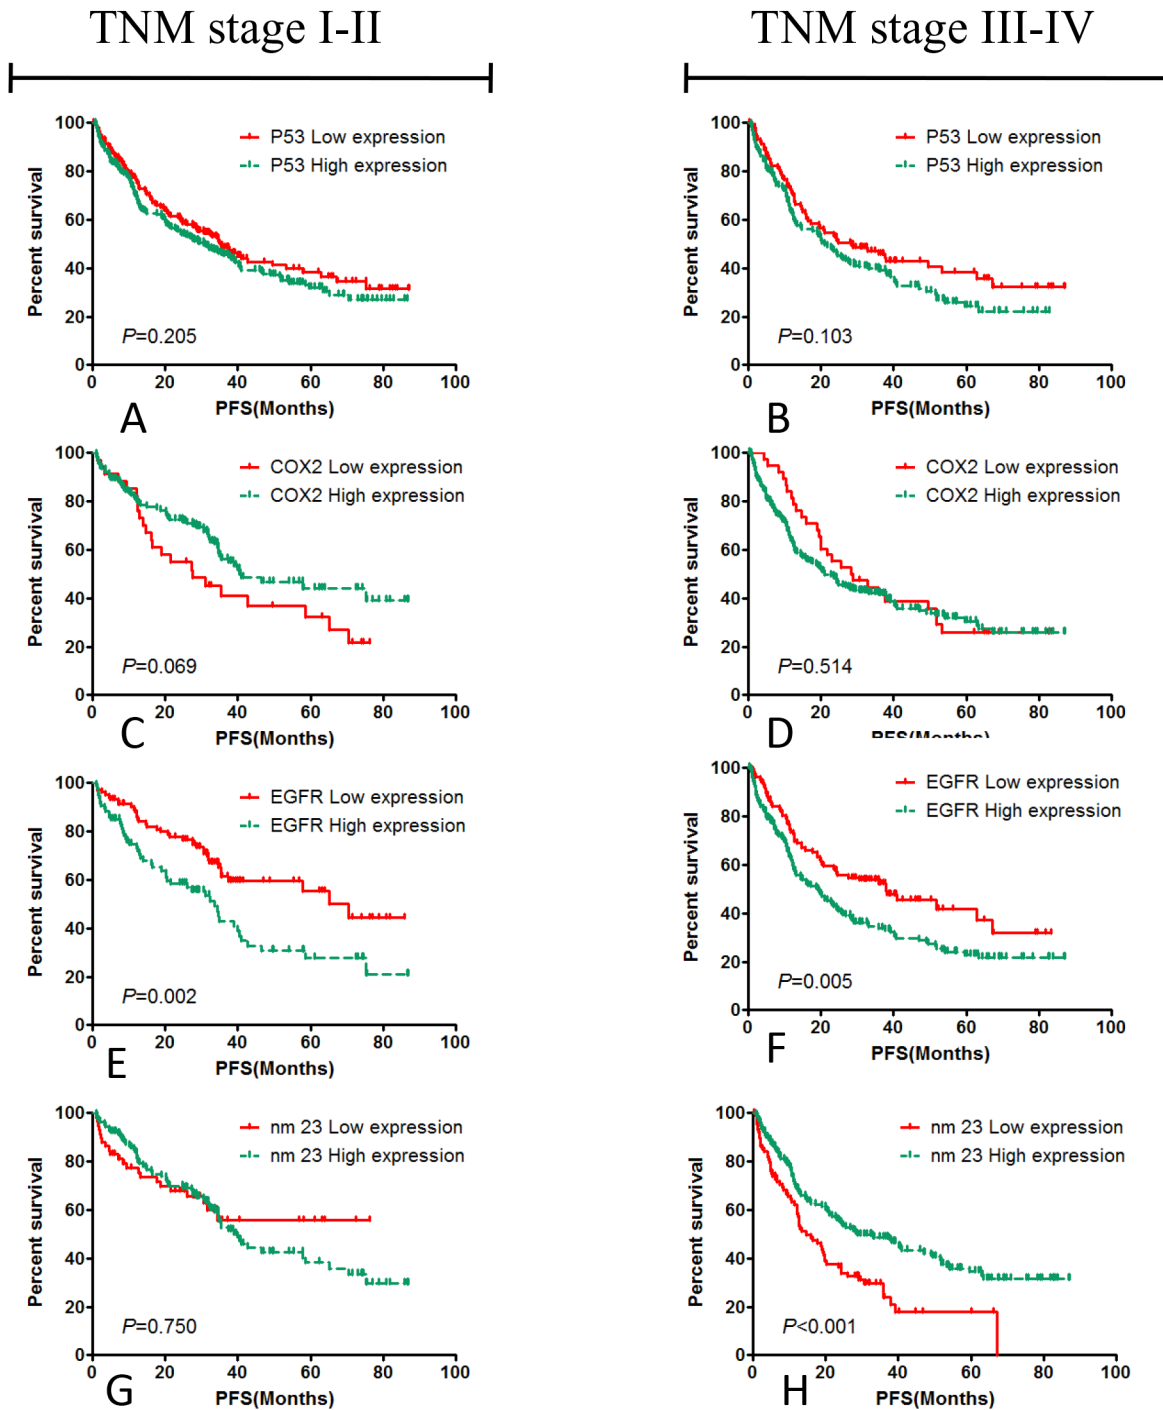 TNM stage I-II
TNM stage III-IV
100
80
60
40
20
0
Percent survival
P53 Low expression
P53 High expression
P=0.205
0 20 40 60 80 100
PFS(Months)
A
100
80
60
40
20
0
Percent survival
P53 Low expression
P53 High expression
P=0.103
0 20 40 60 80 100
PFS(Months)
B
100
80
60
40
20
0
Percent survival
COX2 Low expression
COX2 High expression
P=0.069
0 20 40 60 80 100
PFS(Months)
C
100
80
60
40
20
0
Percent survival
COX2 Low expression
COX2 High expression
P=0.514
0 20 40 60 80 100
PFS(Months)
D
100
80
60
40
20
0
Percent survival
EGFR Low expression
EGFR High expression
P=0.002
0 20 40 60 80 100
PFS(Months)
E
100
80
60
40
20
0
Percent survival
EGFR Low expression
EGFR High expression
P=0.005
0 20 40 60 80 100
PFS(Months)
F
100
80
60
40
20
0
Percent survival
nm 23 Low expression
nm 23 High expression
P=0.750
0 20 40 60 80 100
PFS(Months)
G
100
80
60
40
20
0
Percent survival
nm 23 Low expression
nm 23 High expression
P<0.001
0 20 40 60 80 100
PFS(Months)
H